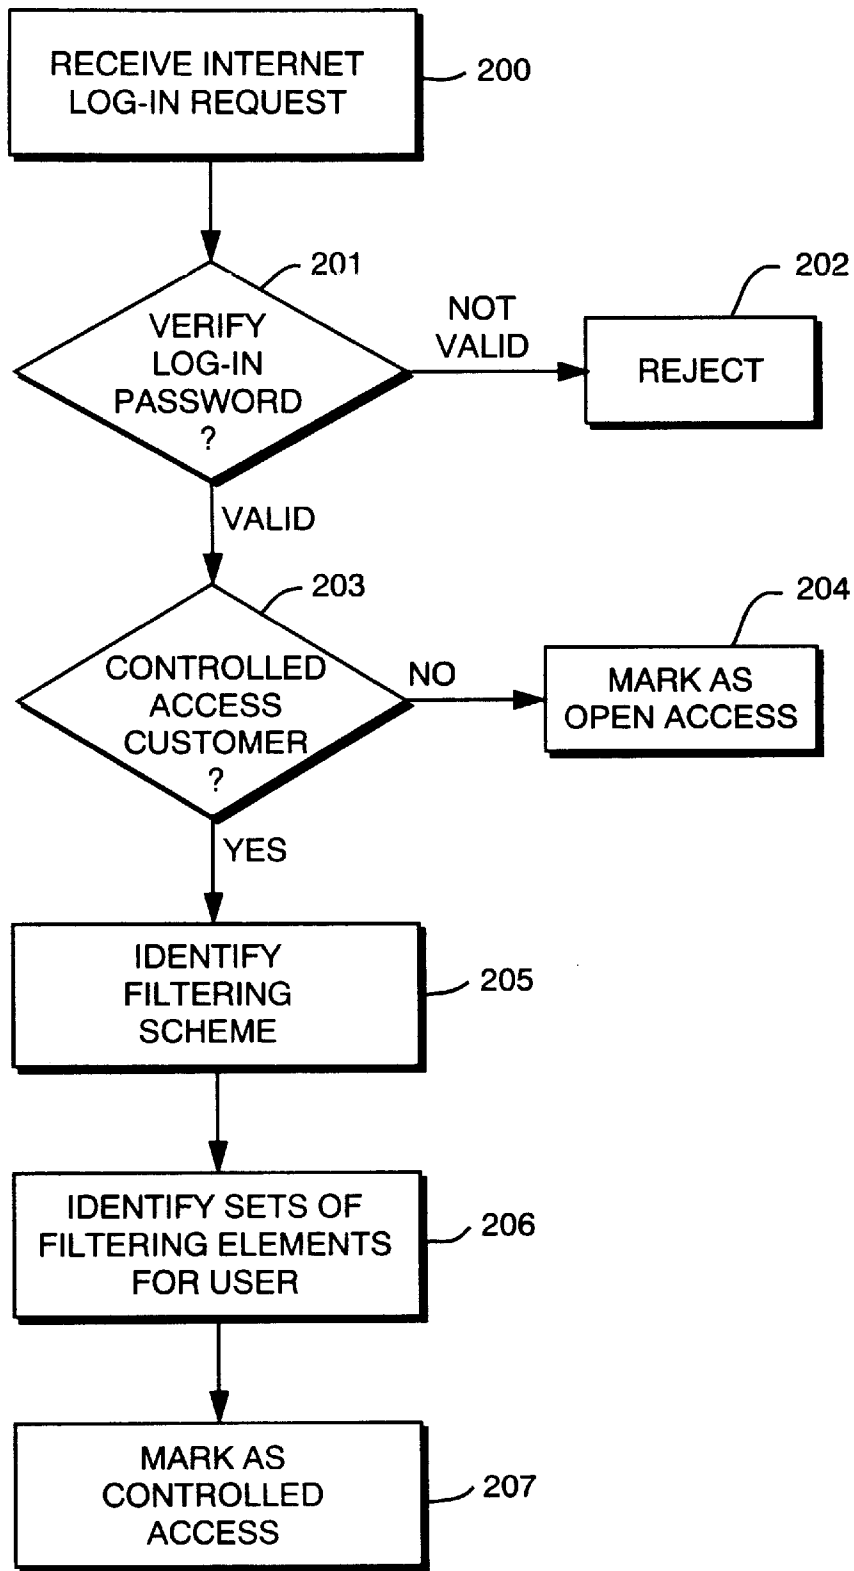 RECEIVE INTERNET
LOG-IN REQUEST
200
201
VERIFY
LOG-IN
PASSWORD
?
NOT
VALID
202
REJECT
VALID
203
CONTROLLED
ACCESS
CUSTOMER
?
NO
204
MARK AS
OPEN ACCESS
YES
IDENTIFY
FILTERING
SCHEME
205
IDENTIFY SETS OF
FILTERING ELEMENTS
FOR USER
206
MARK AS
CONTROLLED
ACCESS
207